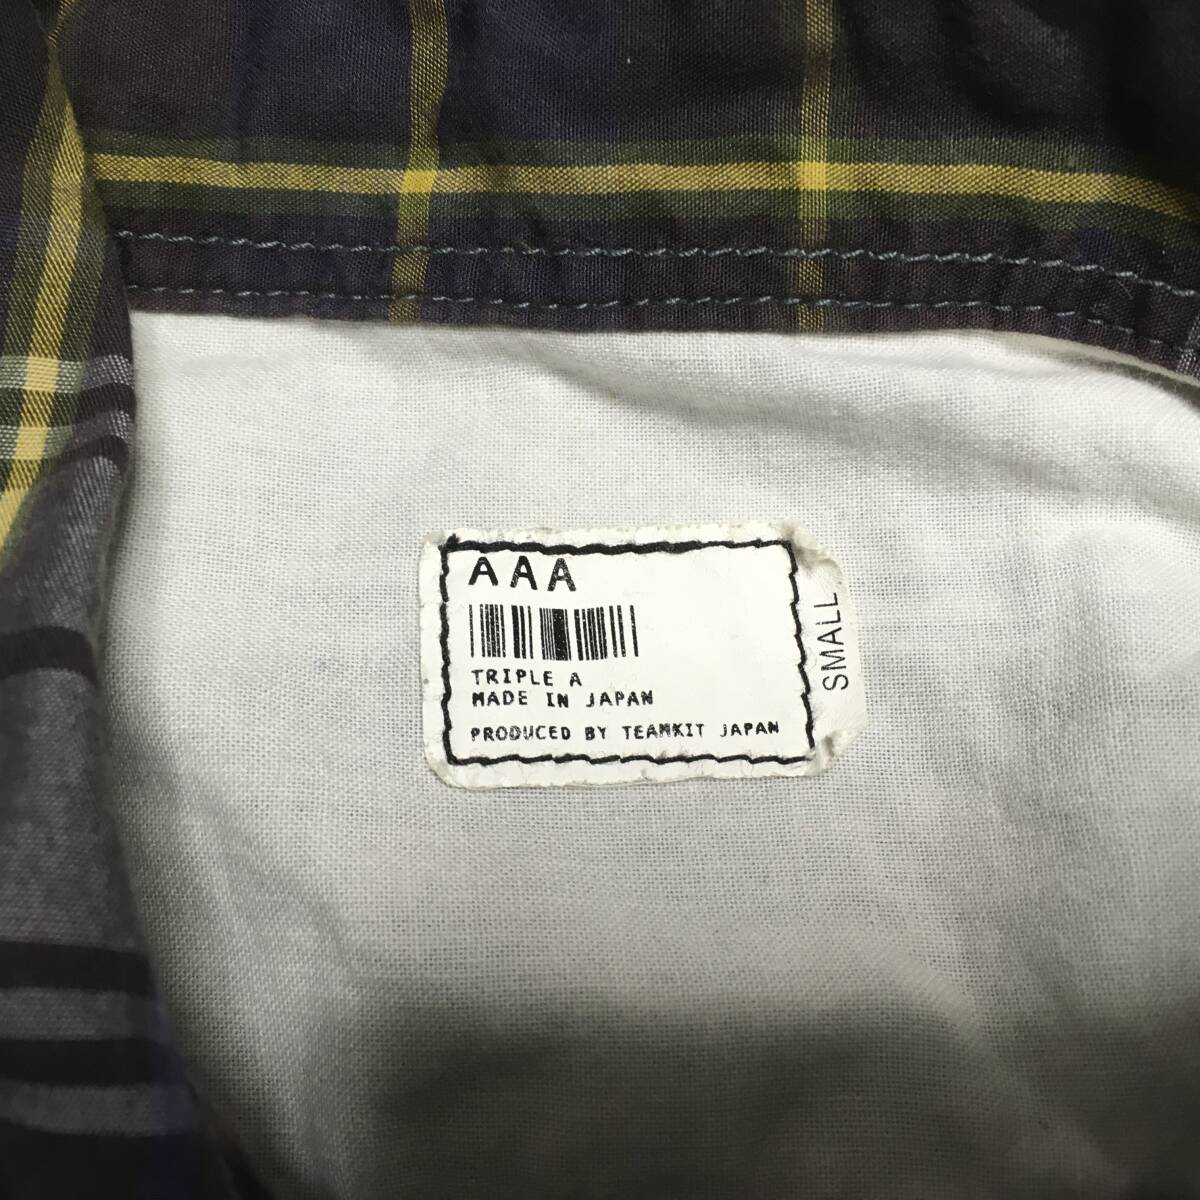 AAA
TRIPLE A
MADE IN JAPAN
PRODUCED BY TEAMKIT JAPAN
SMALL